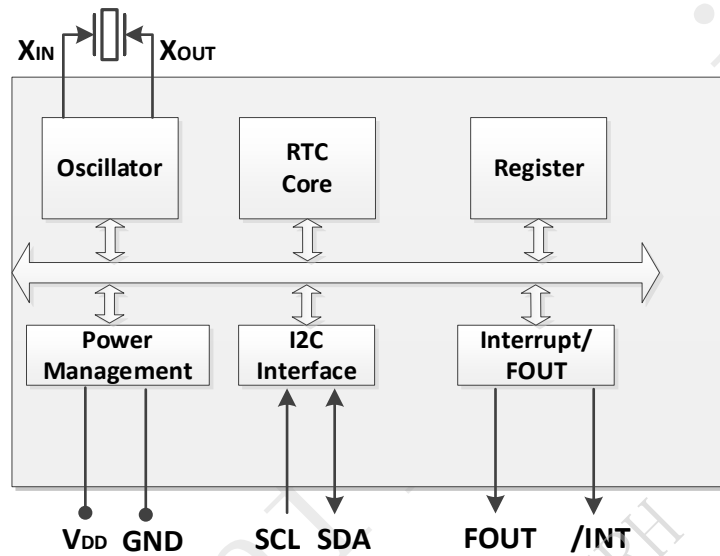 XIN XOUT
Oscillator
RTC
Core
Register
Power
Management
I2C
Interface
Interrupt/
FOUT
VDD GND SCL SDA FOUT /INT